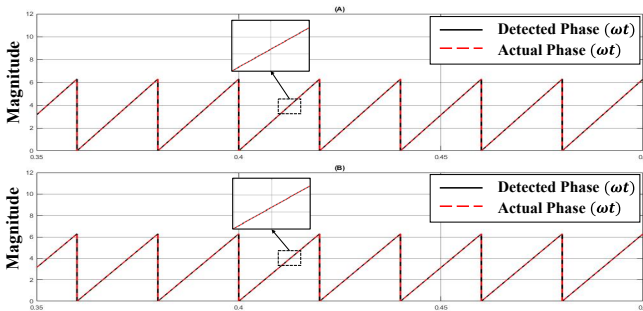 (A)
Magnitude
12
10
8
6
4
2
0
Detected Phase (ωt)
Actual Phase (ωt)
0.35
0.4
0.45
(B)
Magnitude
12
10
8
6
4
2
0
Detected Phase (ωt)
Actual Phase (ωt)
0.35
0.4
0.45